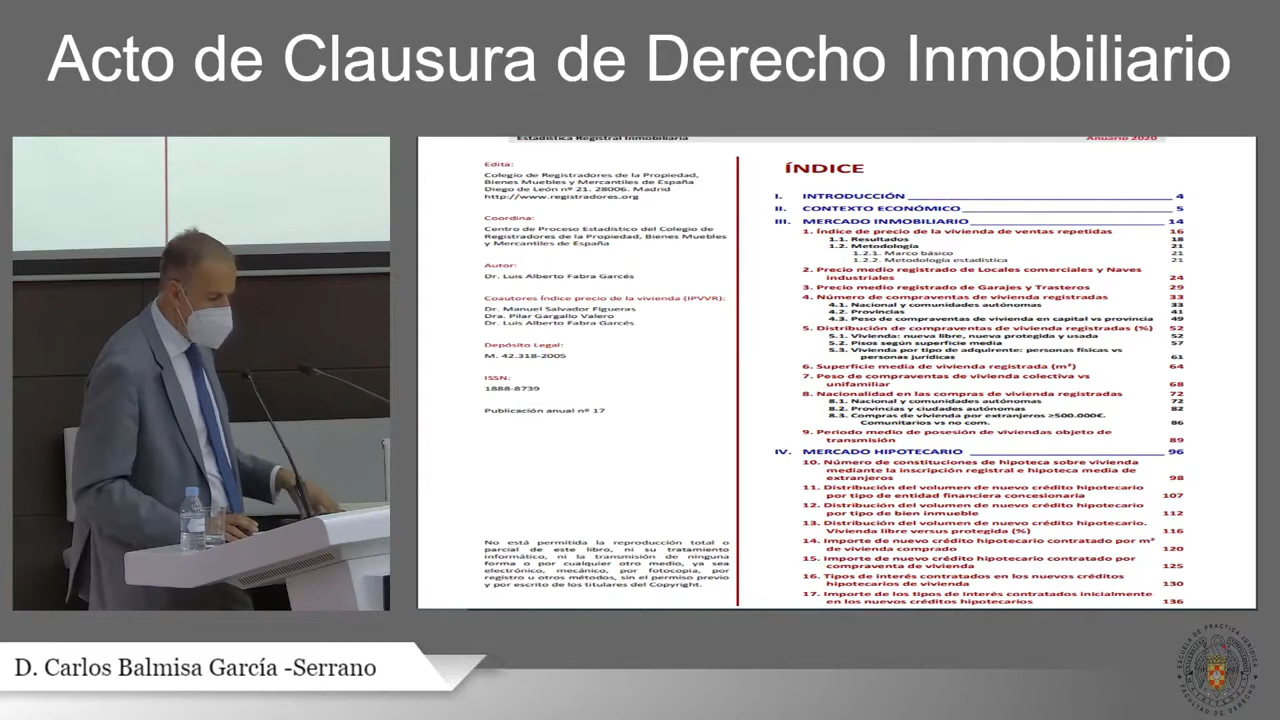 Acto de Clausura de Derecho Inmobiliario
Estadística Registral Inmobiliaria
Anuario 2020
Edita:
Colegio de Registradores de la Propiedad,
Bienes Muebles y Mercantiles de España
Diego de León nº 21. 28006. Madrid
http://www.registradores.org
Coordina:
Centro de Proceso Estadístico del Colegio de
Registradores de la Propiedad, Bienes Muebles
y Mercantiles de España
Autor:
Dr. Luis Alberto Fabra Garcés
Coautores Índice precio de la vivienda (IPVVR):
Dr. Manuel Salvador Figueras
Dra. Pilar Gargallo Valero
Dr. Luis Alberto Fabra Garcés
Depósito Legal:
M. 42.318-2005
ISSN:
1888-8739
Publicación anual nº 17
No está permitida la reproducción total o
parcial de este libro, ni su tratamiento
informático, ni la transmisión de ninguna
forma o por cualquier otro medio, ya sea
electrónico, mecánico, por fotocopia, por
registro u otros métodos, sin el permiso previo
y por escrito de los titulares del Copyright.
ÍNDICE
I. INTRODUCCIÓN 4
II. CONTEXTO ECONÓMICO 5
III. MERCADO INMOBILIARIO 14
1. Índice de precio de la vivienda de ventas repetidas 16
1.1. Resultados 18
1.2. Metodología 21
1.2.1. Marco básico 21
1.2.2. Metodología estadística 21
2. Precio medio registrado de Locales comerciales y Naves
industriales 24
3. Precio medio registrado de Garajes y Trasteros 29
4. Número de compraventas de vivienda registradas 33
4.1. Nacional y comunidades autónomas 33
4.2. Provincias 41
4.3. Peso de compraventas de vivienda en capital vs provincia 49
5. Distribución de compraventas de vivienda registradas (%) 52
5.1. Vivienda: nueva libre, nueva protegida y usada 52
5.2. Pisos según superficie media 57
5.3. Vivienda por tipo de adquirente: personas físicas vs
personas jurídicas 61
6. Superficie media de vivienda registrada (m²) 64
7. Peso de compraventas de vivienda colectiva vs
unifamiliar 68
8. Nacionalidad en las compras de vivienda registradas 72
8.1. Nacional y comunidades autónomas 72
8.2. Provincias y ciudades autónomas 82
8.3. Compras de vivienda por extranjeros ≥500.000€.
Comunitarios vs no com. 86
9. Periodo medio de posesión de viviendas objeto de
transmisión 89
IV. MERCADO HIPOTECARIO 96
10. Número de constituciones de hipoteca sobre vivienda
mediante la inscripción registral e hipoteca media de
extranjeros 98
11. Distribución del volumen de nuevo crédito hipotecario
por tipo de entidad financiera concesionaria 107
12. Distribución del volumen de nuevo crédito hipotecario
por tipo de bien inmueble 112
13. Distribución del volumen de nuevo crédito hipotecario.
Vivienda libre versus protegida (%) 116
14. Importe de nuevo crédito hipotecario contratado por m²
de vivienda comprado 120
15. Importe de nuevo crédito hipotecario contratado por
compraventa de vivienda 125
16. Tipos de interés contratados en los nuevos créditos
hipotecarios de vivienda 130
17. Importe de los tipos de interés contratados inicialmente
en los nuevos créditos hipotecarios 136
D. Carlos Balmisa García -Serrano
ESCUELA DE PRACTICA JURIDICA
FACULTAD DE DERECHO